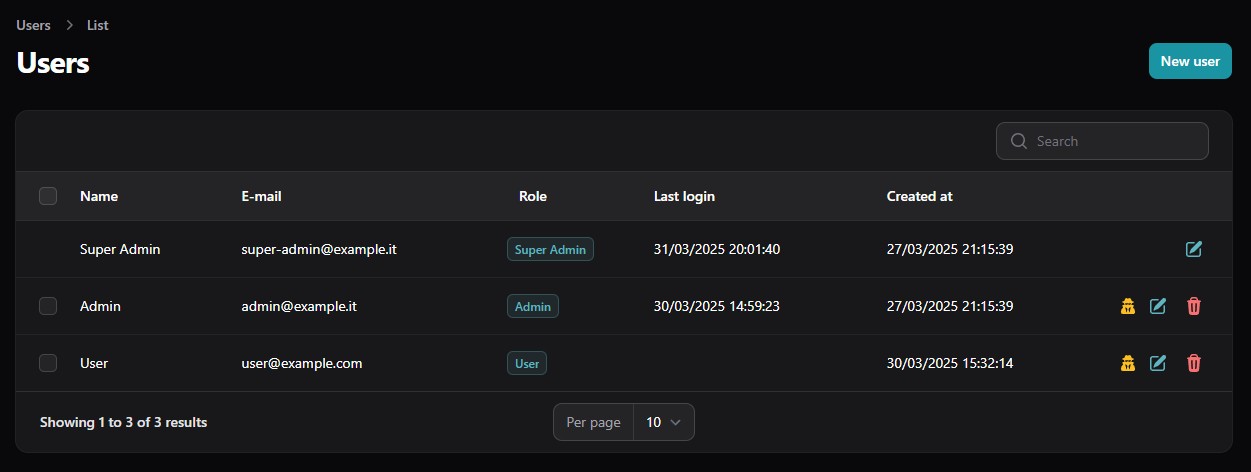 Users > List
Users
New user
Search
Name E-mail Role Last login Created at
Super Admin super-admin@example.it Super Admin 31/03/2025 20:01:40 27/03/2025 21:15:39
Admin admin@example.it Admin 30/03/2025 14:59:23 27/03/2025 21:15:39
User user@example.com User 30/03/2025 15:32:14
Showing 1 to 3 of 3 results Per page 10